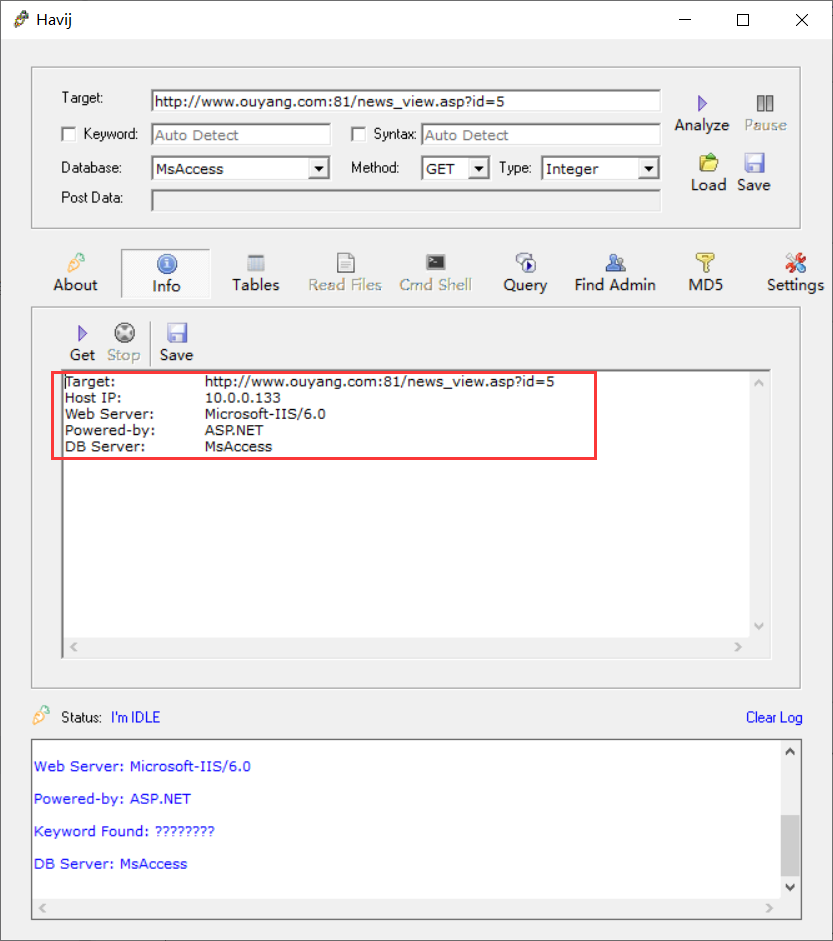 Havij
Target: http://www.ouyang.com:81/news_view.asp?id=5
Analyze Pause
Keyword: Auto Detect Syntax: Auto Detect
Database: MsAccess Method: GET Type: Integer
Load Save
Post Data:
About Info Tables Read Files Cmd Shell Query Find Admin MD5 Settings
Get Stop Save
Target: http://www.ouyang.com:81/news_view.asp?id=5
Host IP: 10.0.0.133
Web Server: Microsoft-IIS/6.0
Powered-by: ASP.NET
DB Server: MsAccess
Status: I'm IDLE Clear Log
Web Server: Microsoft-IIS/6.0
Powered-by: ASP.NET
Keyword Found: ????????
DB Server: MsAccess